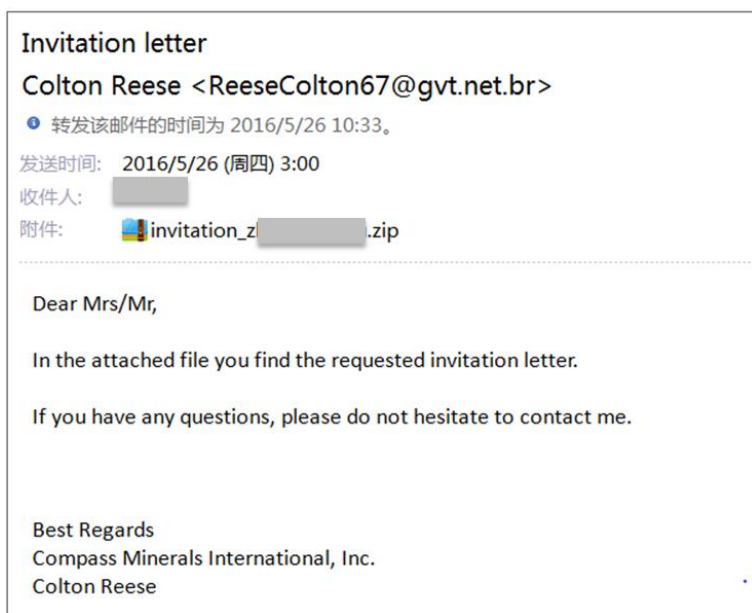 Invitation letter
Colton Reese <ReeseColton67@gvt.net.br>
转发该邮件的时间为 2016/5/26 10:33。
发送时间: 2016/5/26 (周四) 3:00
收件人:
附件: invitation_z .zip
Dear Mrs/Mr,
In the attached file you find the requested invitation letter.
If you have any questions, please do not hesitate to contact me.
Best Regards
Compass Minerals International, Inc.
Colton Reese